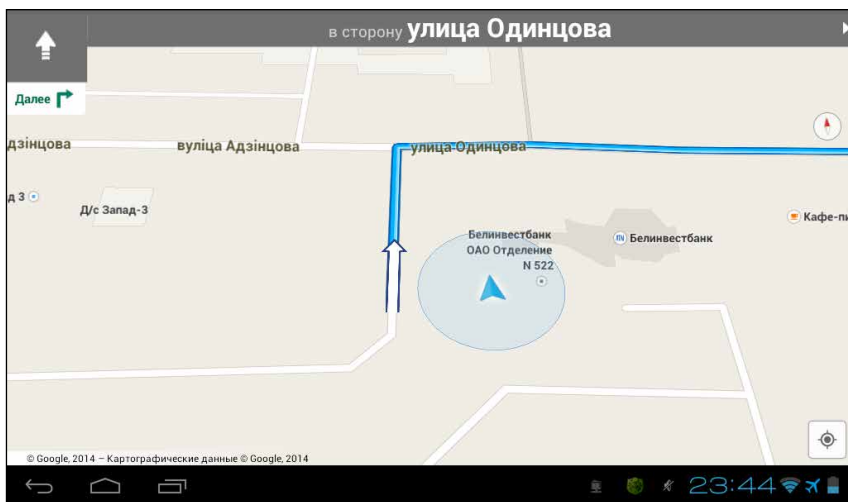 в сторону улица Одинцова
Далее
дзінцова
вуліца Адзінцова
улица Одинцова
д 3
Д/с Запад-3
Кафе-пи
Белинвестбанк
ОАО Отделение
N 522
Белинвестбанк
© Google, 2014 – Картографические данные © Google, 2014
23:44